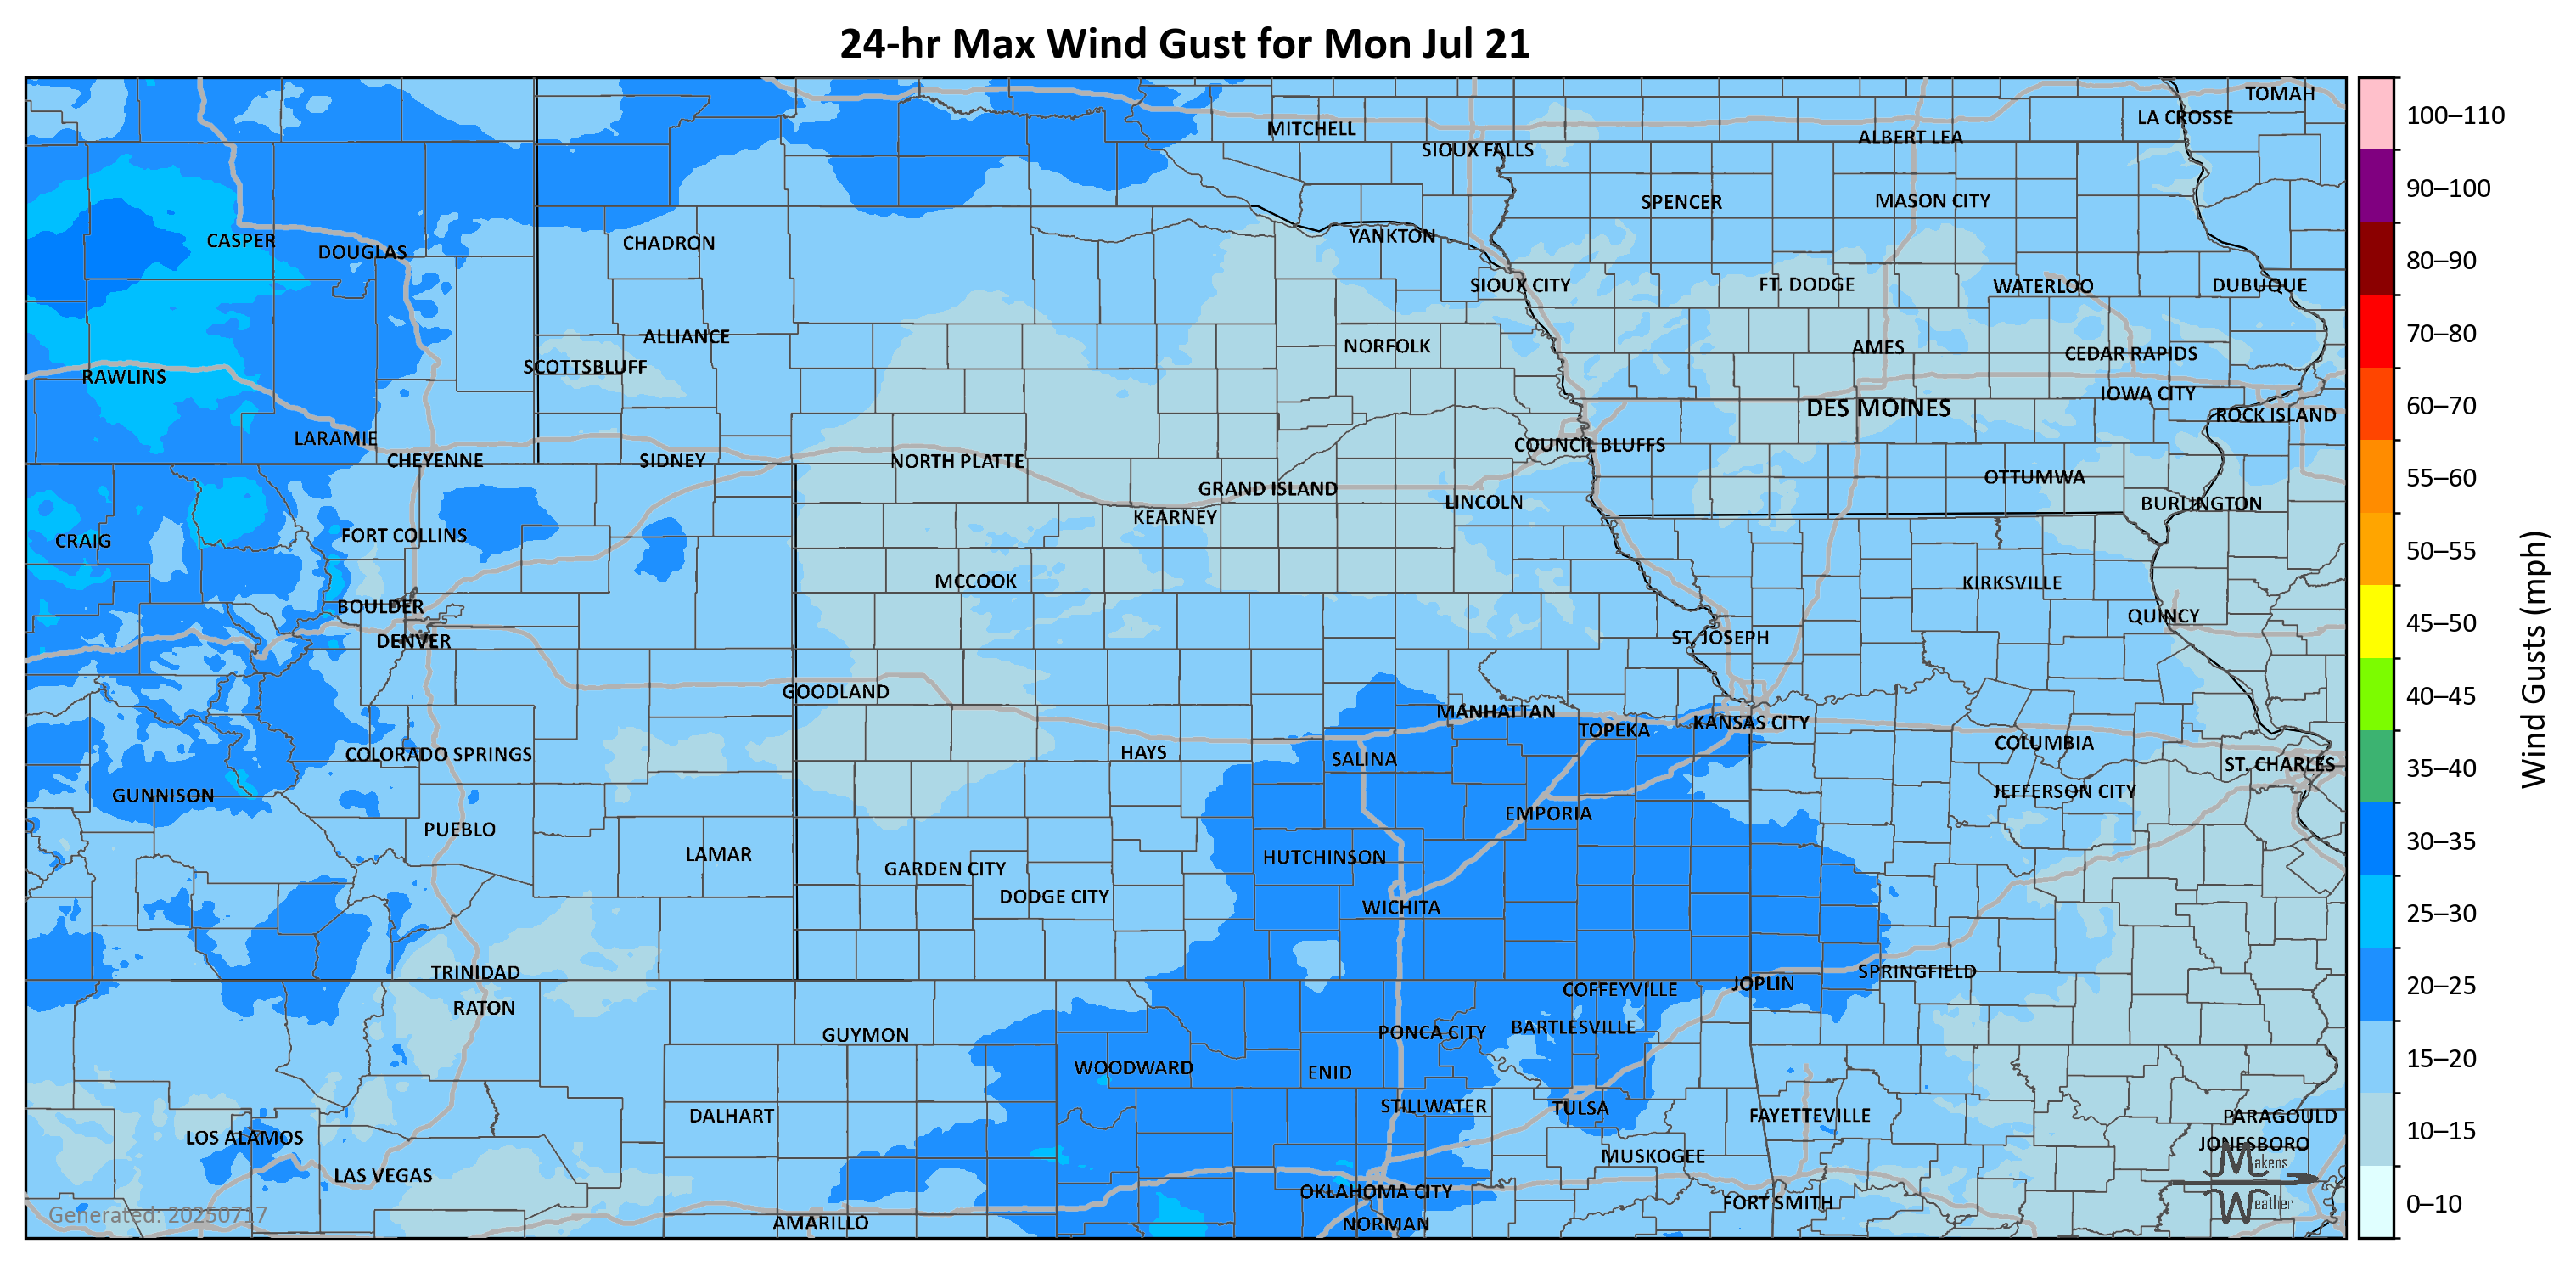 24-hr Max Wind Gust for Mon Jul 21
TOMAH
LA CROSSE
MITCHELL
ALBERT LEA
SIOUX FALLS
SPENCER
MASON CITY
YANKTON
CASPER
CHADRON
DOUGLAS
SIOUX CITY
FT. DODGE
WATERLOO
DUBUQUE
ALLIANCE
NORFOLK
AMES
CEDAR RAPIDS
SCOTTSBLUFF
RAWLINS
IOWA CITY
DES MOINES
ROCK ISLAND
LARAMIE
COUNCIL BLUFFS
CHEYENNE
SIDNEY
NORTH PLATTE
OTTUMWA
GRAND ISLAND
LINCOLN
BURLINGTON
KEARNEY
FORT COLLINS
CRAIG
MCCOOK
KIRKSVILLE
BOULDER
QUINCY
DENVER
ST. JOSEPH
GOODLAND
MANHATTAN
KANSAS CITY
TOPEKA
COLUMBIA
COLORADO SPRINGS
HAYS
SALINA
ST. CHARLES
GUNNISON
JEFFERSON CITY
EMPORIA
PUEBLO
LAMAR
HUTCHINSON
GARDEN CITY
DODGE CITY
WICHITA
TRINIDAD
SPRINGFIELD
JOPLIN
COFFEYVILLE
RATON
BARTLESVILLE
GUYMON
PONCA CITY
WOODWARD
ENID
STILLWATER
TULSA
DALHART
FAYETTEVILLE
PARAGOULD
LOS ALAMOS
JONESBORO
MUSKOGEE
LAS VEGAS
OKLAHOMA CITY
FORT SMITH
AMARILLO
NORMAN
Generated: 20250717
Makens
Weather
100–110
90–100
80–90
70–80
60–70
55–60
50–55
45–50
40–45
35–40
30–35
25–30
20–25
15–20
10–15
0–10
Wind Gusts (mph)